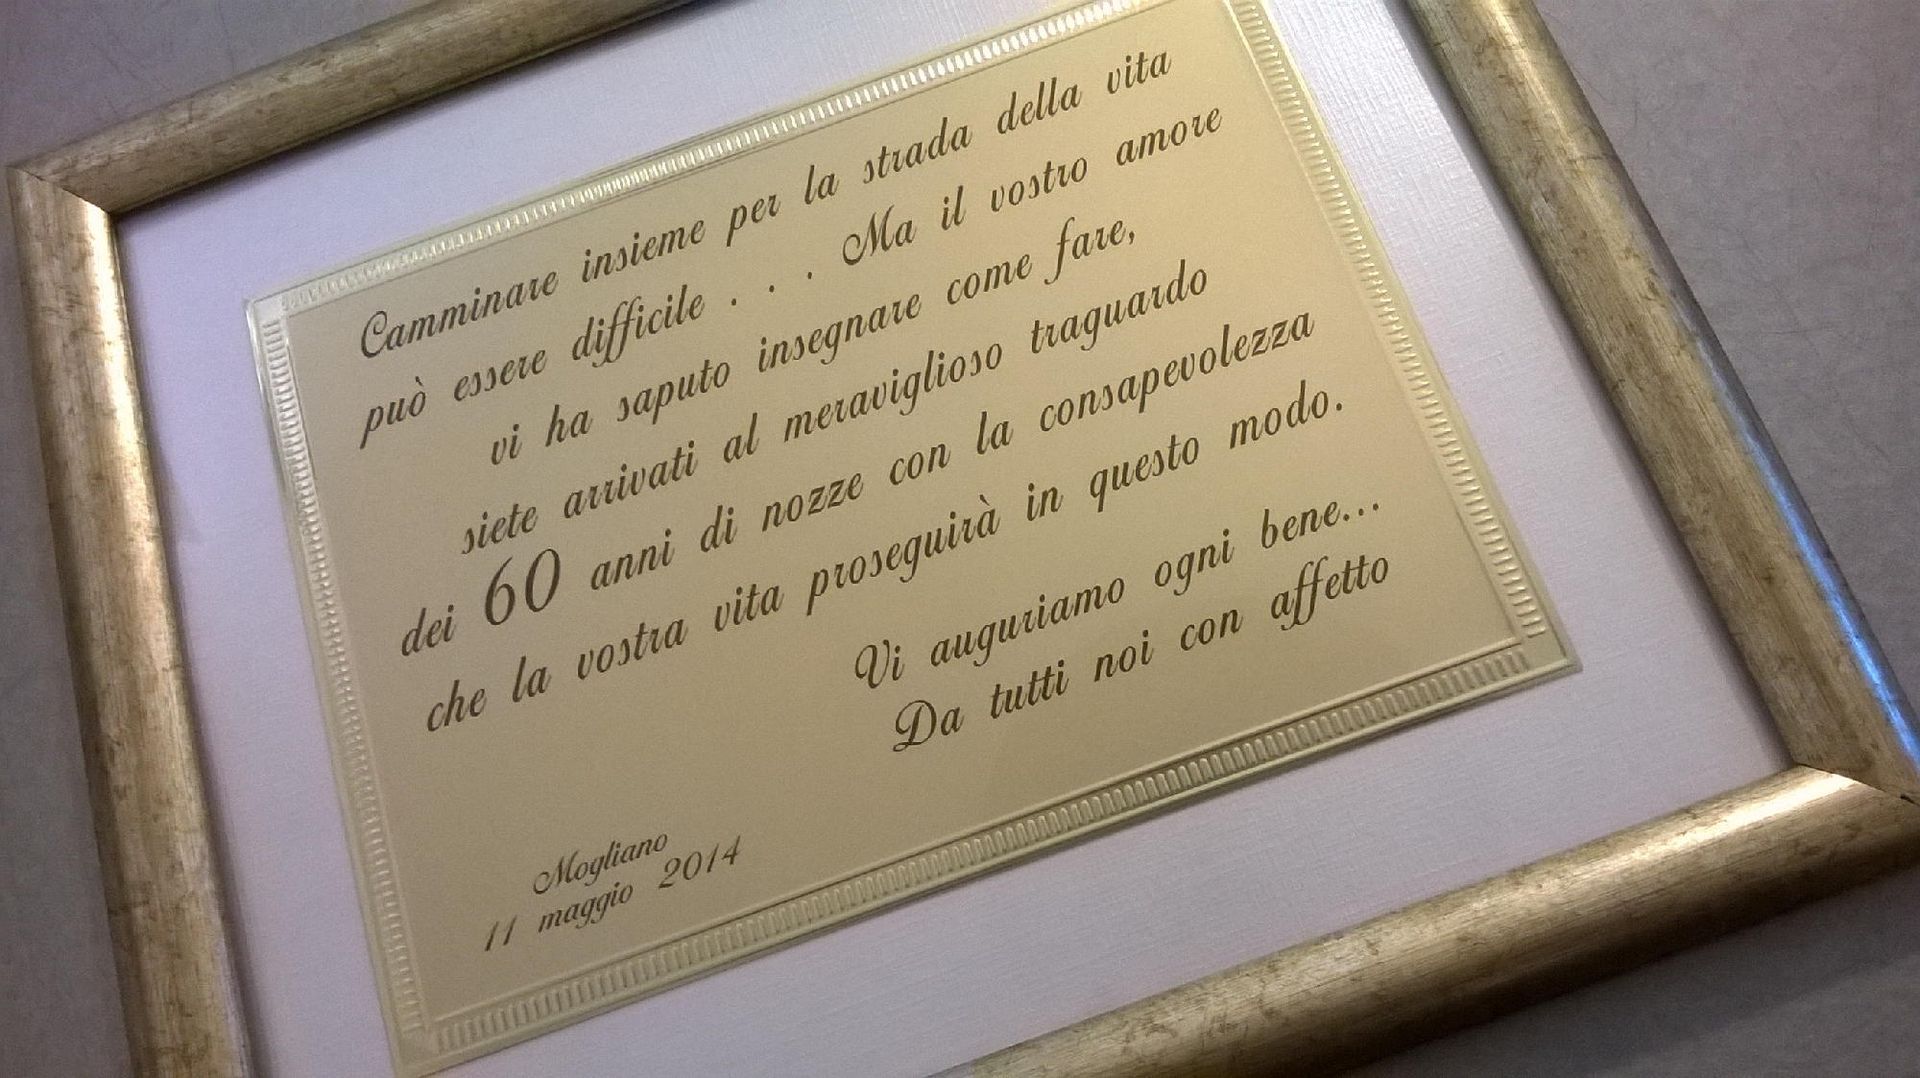 Camminare insieme per la strada della vita
può essere difficile . . . Ma il vostro amore
vi ha saputo insegnare come fare,
siete arrivati al meraviglioso traguardo
dei 60 anni di nozze con la consapevolezza
che la vostra vita proseguirà in questo modo.
Vi auguriamo ogni bene...
Da tutti noi con affetto
Mogliano
11 maggio 2014